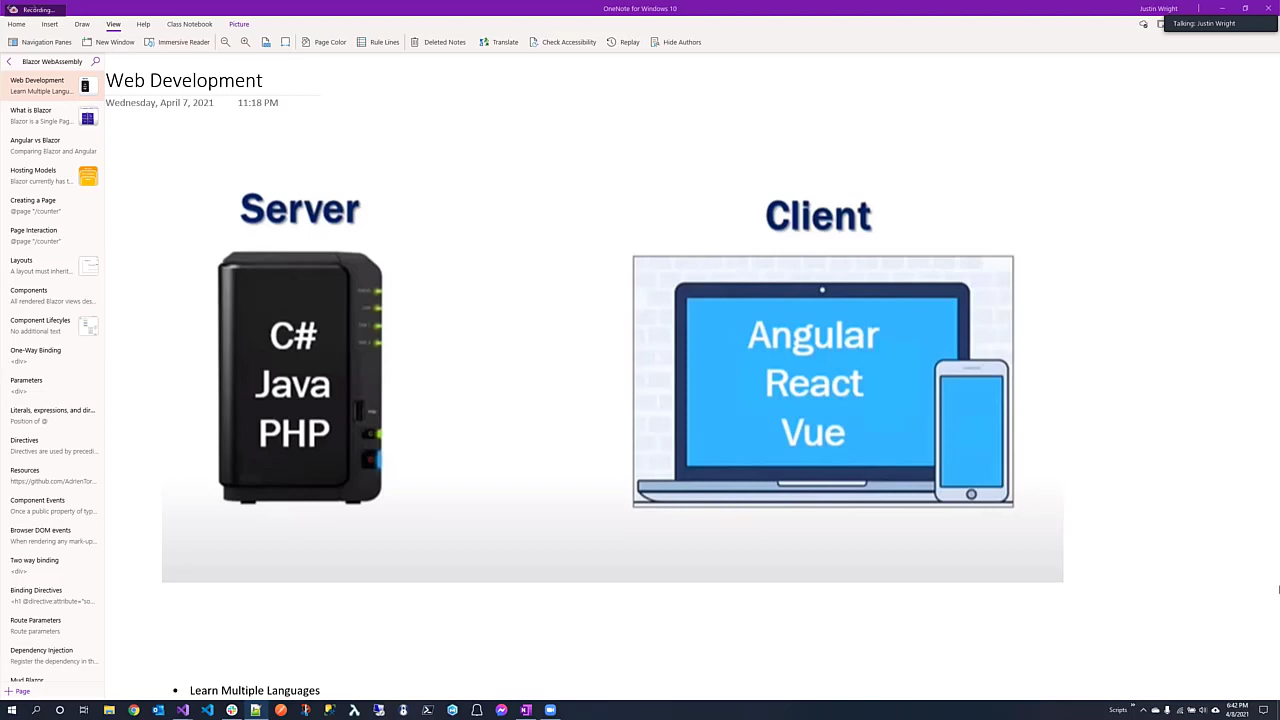 Recording...
OneNote for Windows 10
Justin Wright
Talking: Justin Wright
Home Insert Draw View Help Class Notebook Picture
Navigation Panes New Window Immersive Reader Page Color Rule Lines Deleted Notes Translate Check Accessibility Replay Hide Authors
Blazor WebAssembly
Web Development
Learn Multiple Langu...
What is Blazor
Blazor is a Single Pag...
Angular vs Blazor
Comparing Blazor and Angular
Hosting Models
Blazor currently has t...
Creating a Page
@page "/counter"
Page Interaction
@page "/counter"
Layouts
A layout must inherit...
Components
All rendered Blazor views des...
Component Lifecyles
No additional text
One-Way Binding
<div>
Parameters
<div>
Literals, expressions, and dir...
Position of @
Directives
Directives are used by precedi...
Resources
https://github.com/AdrienTor...
Component Events
Once a public property of typ...
Browser DOM events
When rendering any mark-up...
Two way binding
<div>
Binding Directives
<h1 @directive:attribute="so...
Route Parameters
Route parameters
Dependency Injection
Register the dependency in th...
Mud Blazor
Page
Web Development
Wednesday, April 7, 2021 11:18 PM
Server
C#
Java
PHP
Client
Angular
React
Vue
• Learn Multiple Languages
Scripts
6:42 PM
4/8/2021